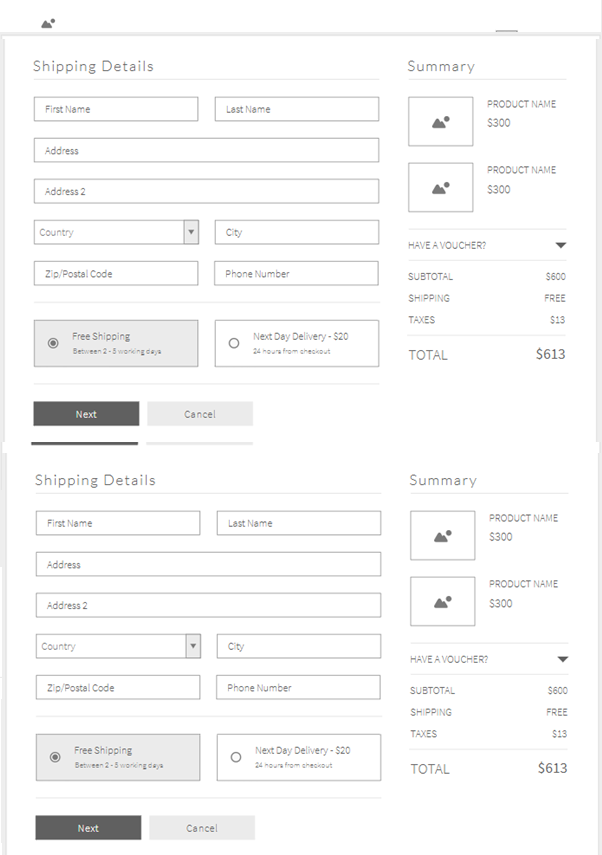 Shipping Details
First Name
Last Name
Address
Address 2
Country
City
Zip/Postal Code
Phone Number
Free Shipping
Between 2 - 5 working days
Next Day Delivery - $20
24 hours from checkout
Next
Cancel
Summary
PRODUCT NAME
$300
PRODUCT NAME
$300
HAVE A VOUCHER?
SUBTOTAL $600
SHIPPING FREE
TAXES $13
TOTAL $613
Shipping Details
First Name
Last Name
Address
Address 2
Country
City
Zip/Postal Code
Phone Number
Free Shipping
Between 2 - 5 working days
Next Day Delivery - $20
24 hours from checkout
Next
Cancel
Summary
PRODUCT NAME
$300
PRODUCT NAME
$300
HAVE A VOUCHER?
SUBTOTAL $600
SHIPPING FREE
TAXES $13
TOTAL $613